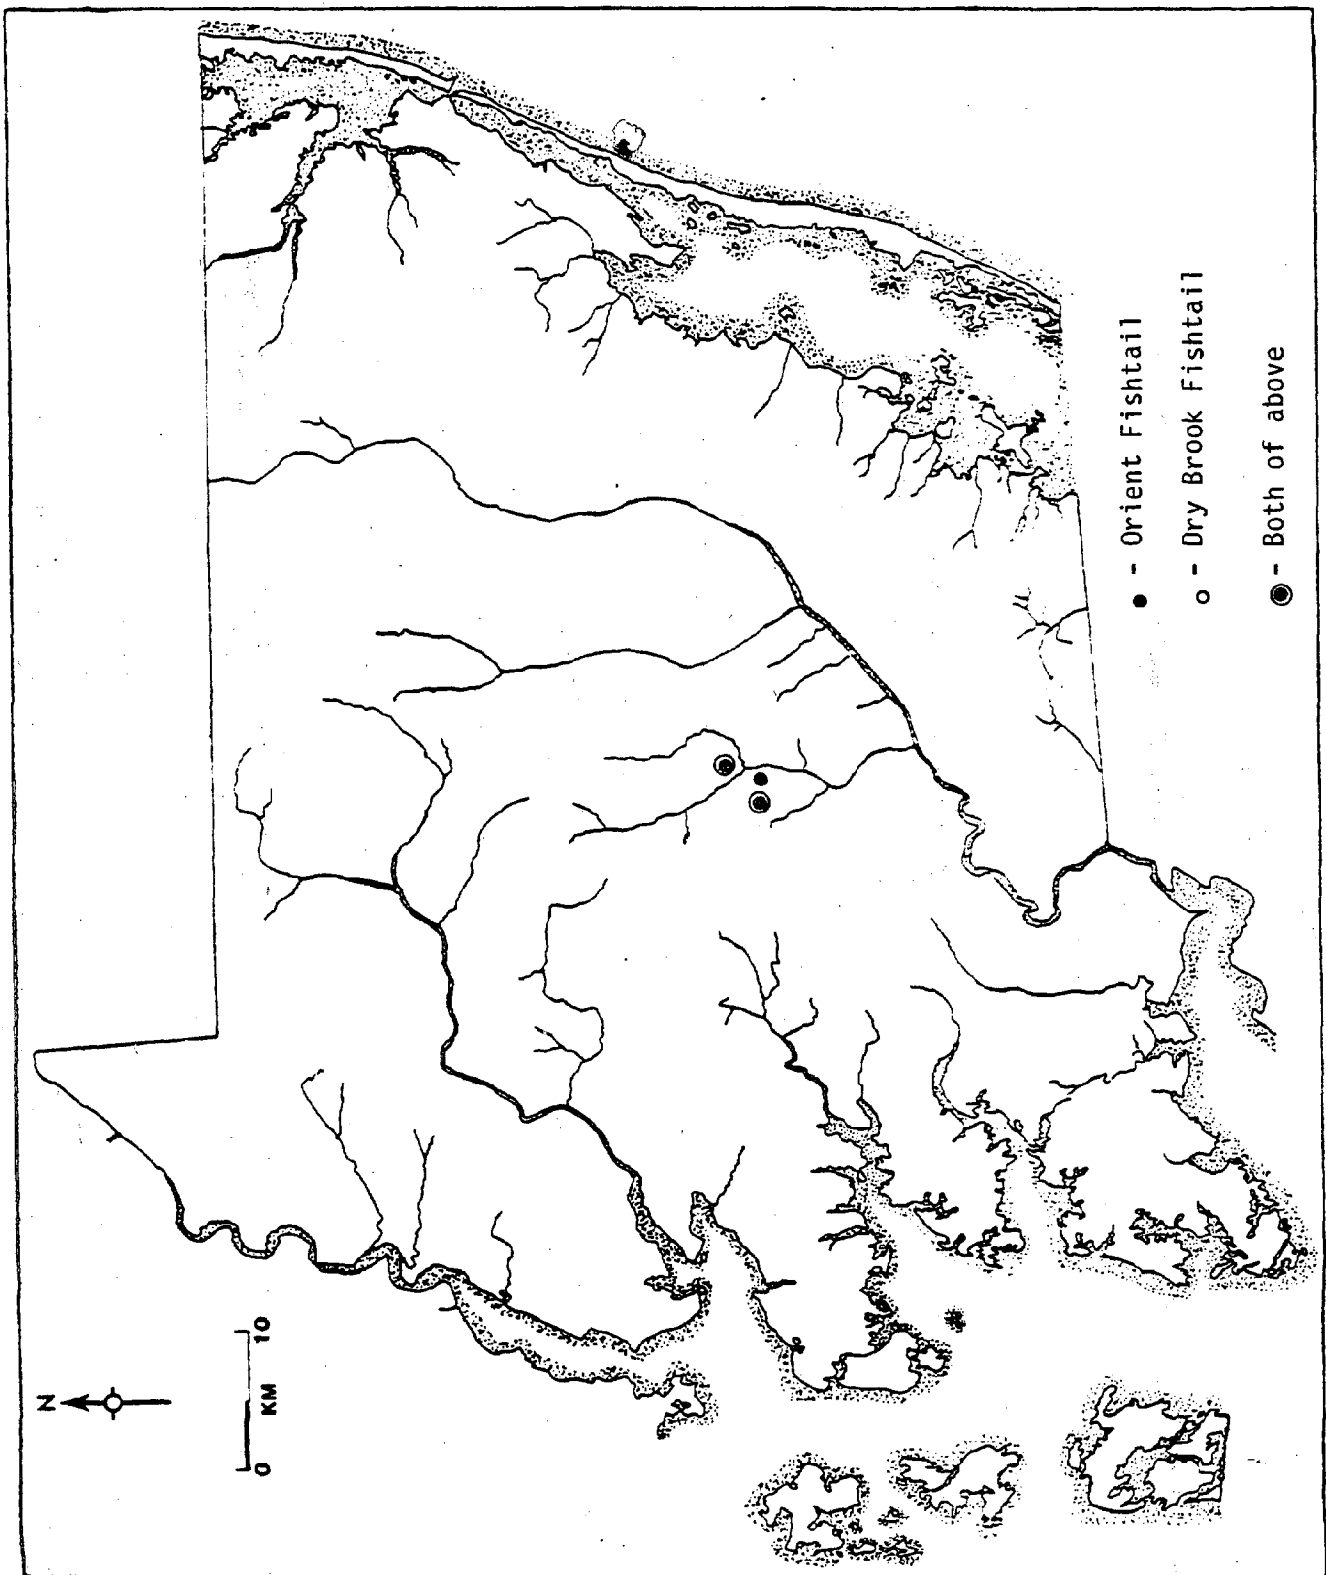 N
0 10
KM
● - Orient Fishtail
○ - Dry Brook Fishtail
◉ - Both of above